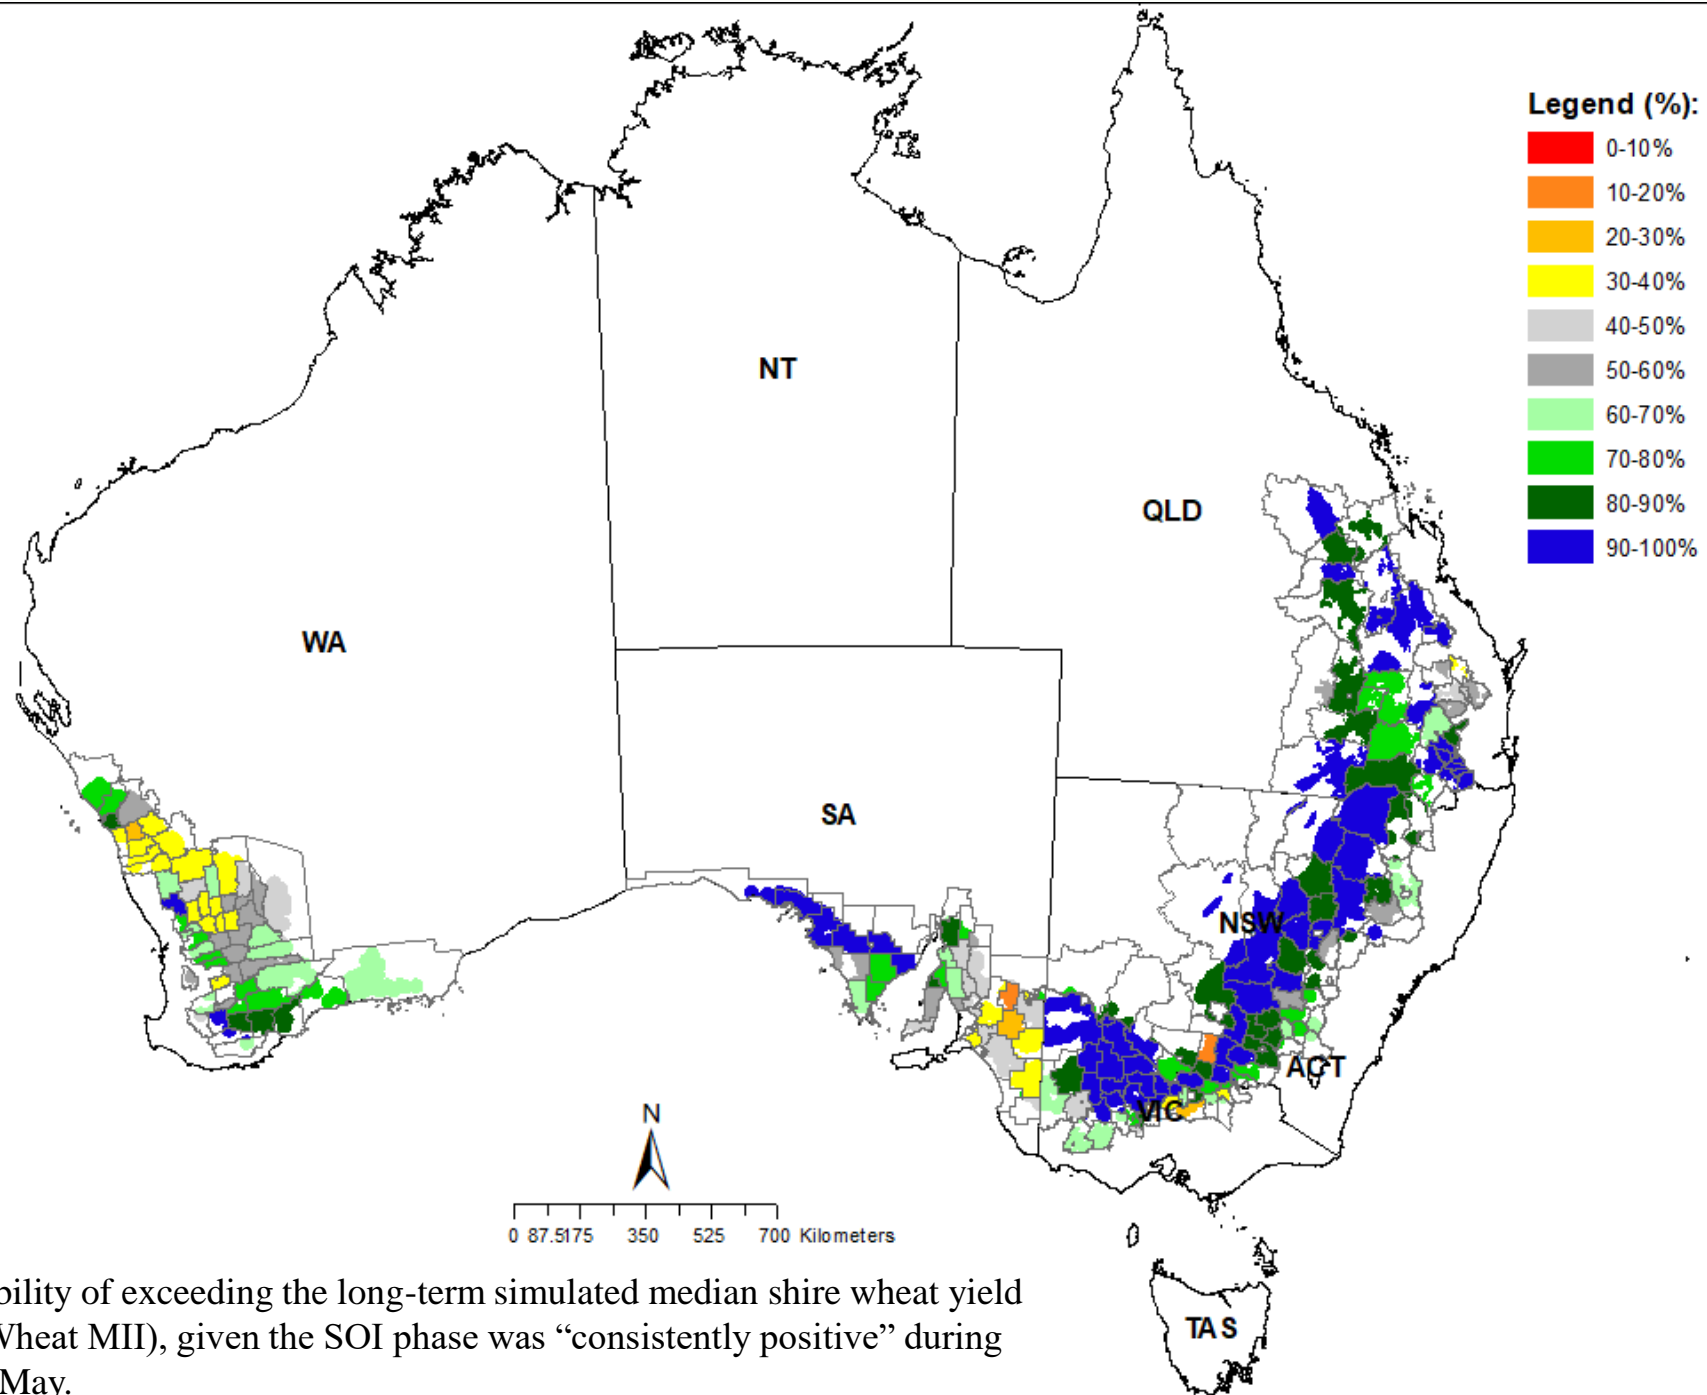 Legend (%):
0-10%
10-20%
20-30%
30-40%
40-50%
50-60%
60-70%
70-80%
80-90%
90-100%
NT
QLD
WA
SA
NSW
ACT
VIC
N
0 87.5175 350 525 700 Kilometers
TAS
bility of exceeding the long-term simulated median shire wheat yield
Wheat MII), given the SOI phase was “consistently positive” during
May.